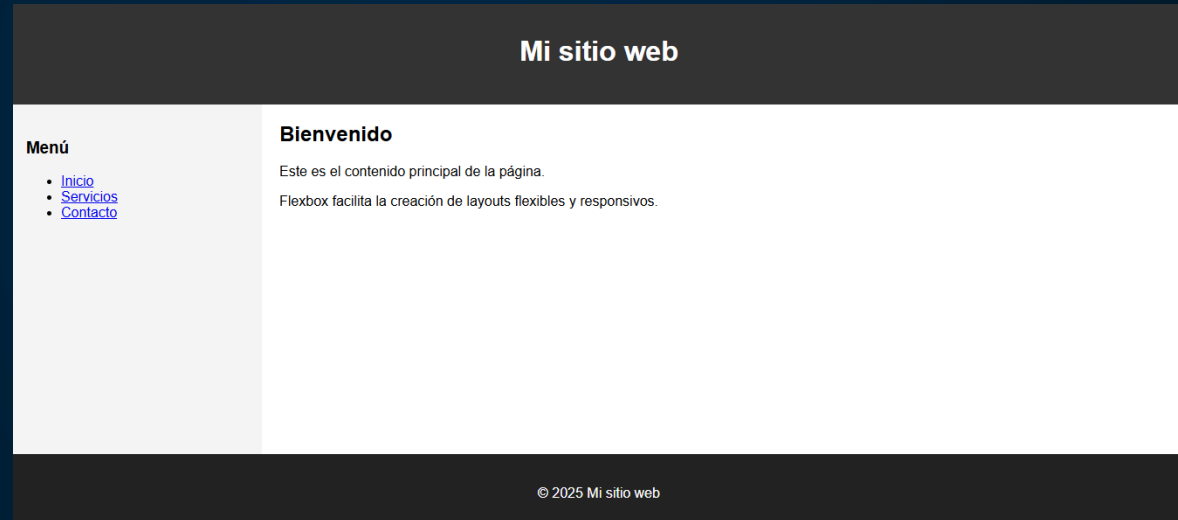 Mi sitio web
Menú
Inicio
Servicios
Contacto
Bienvenido
Este es el contenido principal de la página.
Flexbox facilita la creación de layouts flexibles y responsivos.
© 2025 Mi sitio web